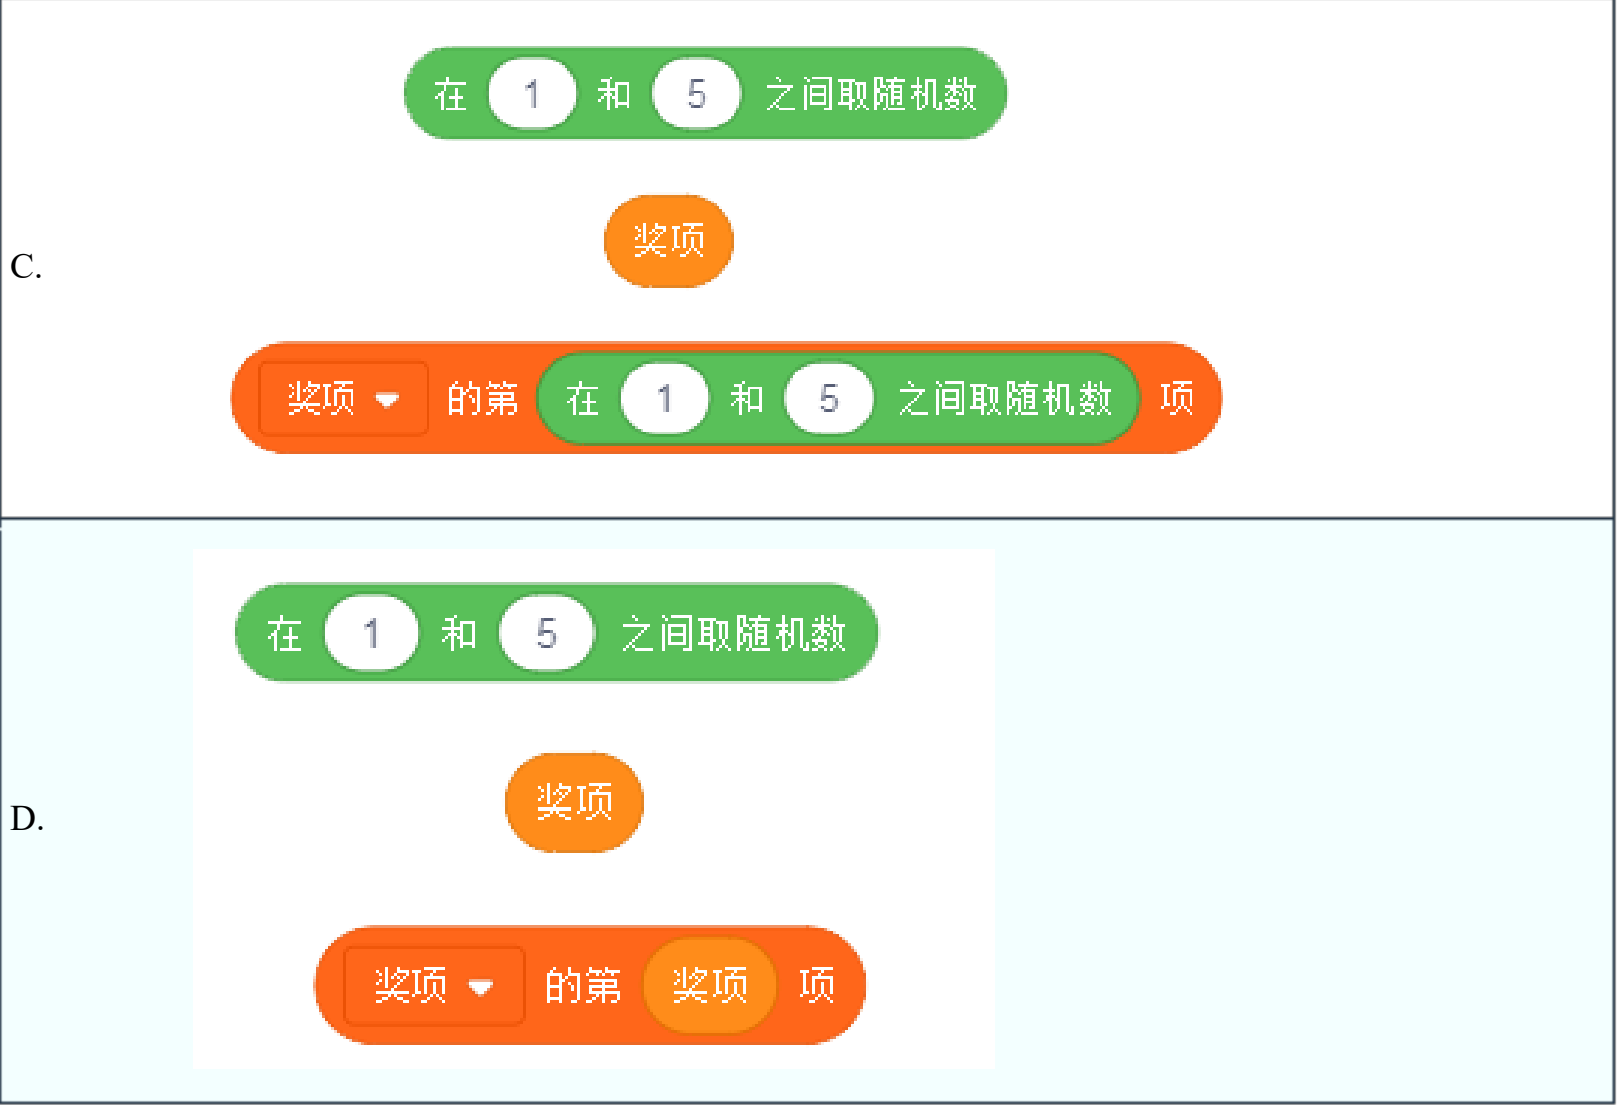 在 1 和 5 之间取随机数
奖项
C.
奖项 的第 在 1 和 5 之间取随机数 项
在 1 和 5 之间取随机数
奖项
D.
奖项 的第 奖项 项